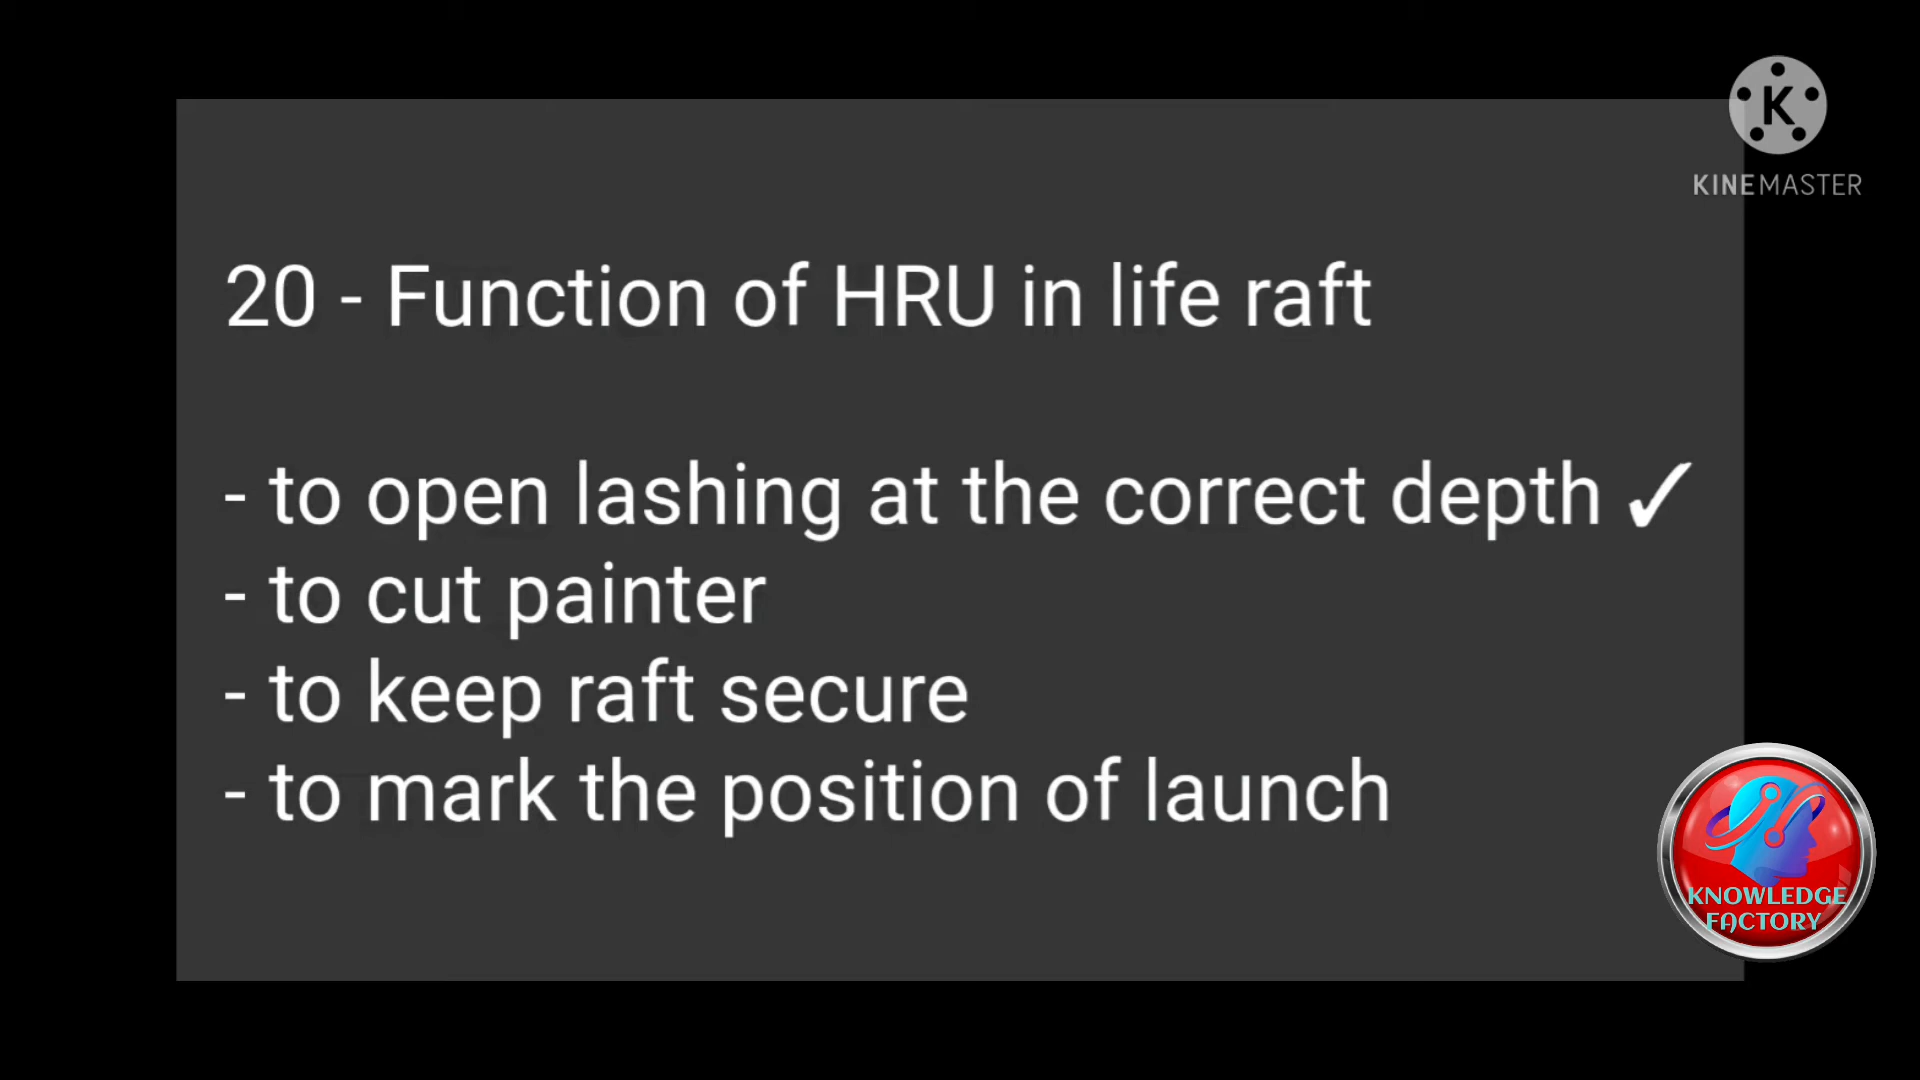 K
KINEMASTER
20 - Function of HRU in life raft
- to open lashing at the correct depth ✓
- to cut painter
- to keep raft secure
- to mark the position of launch
KNOWLEDGE
FACTORY